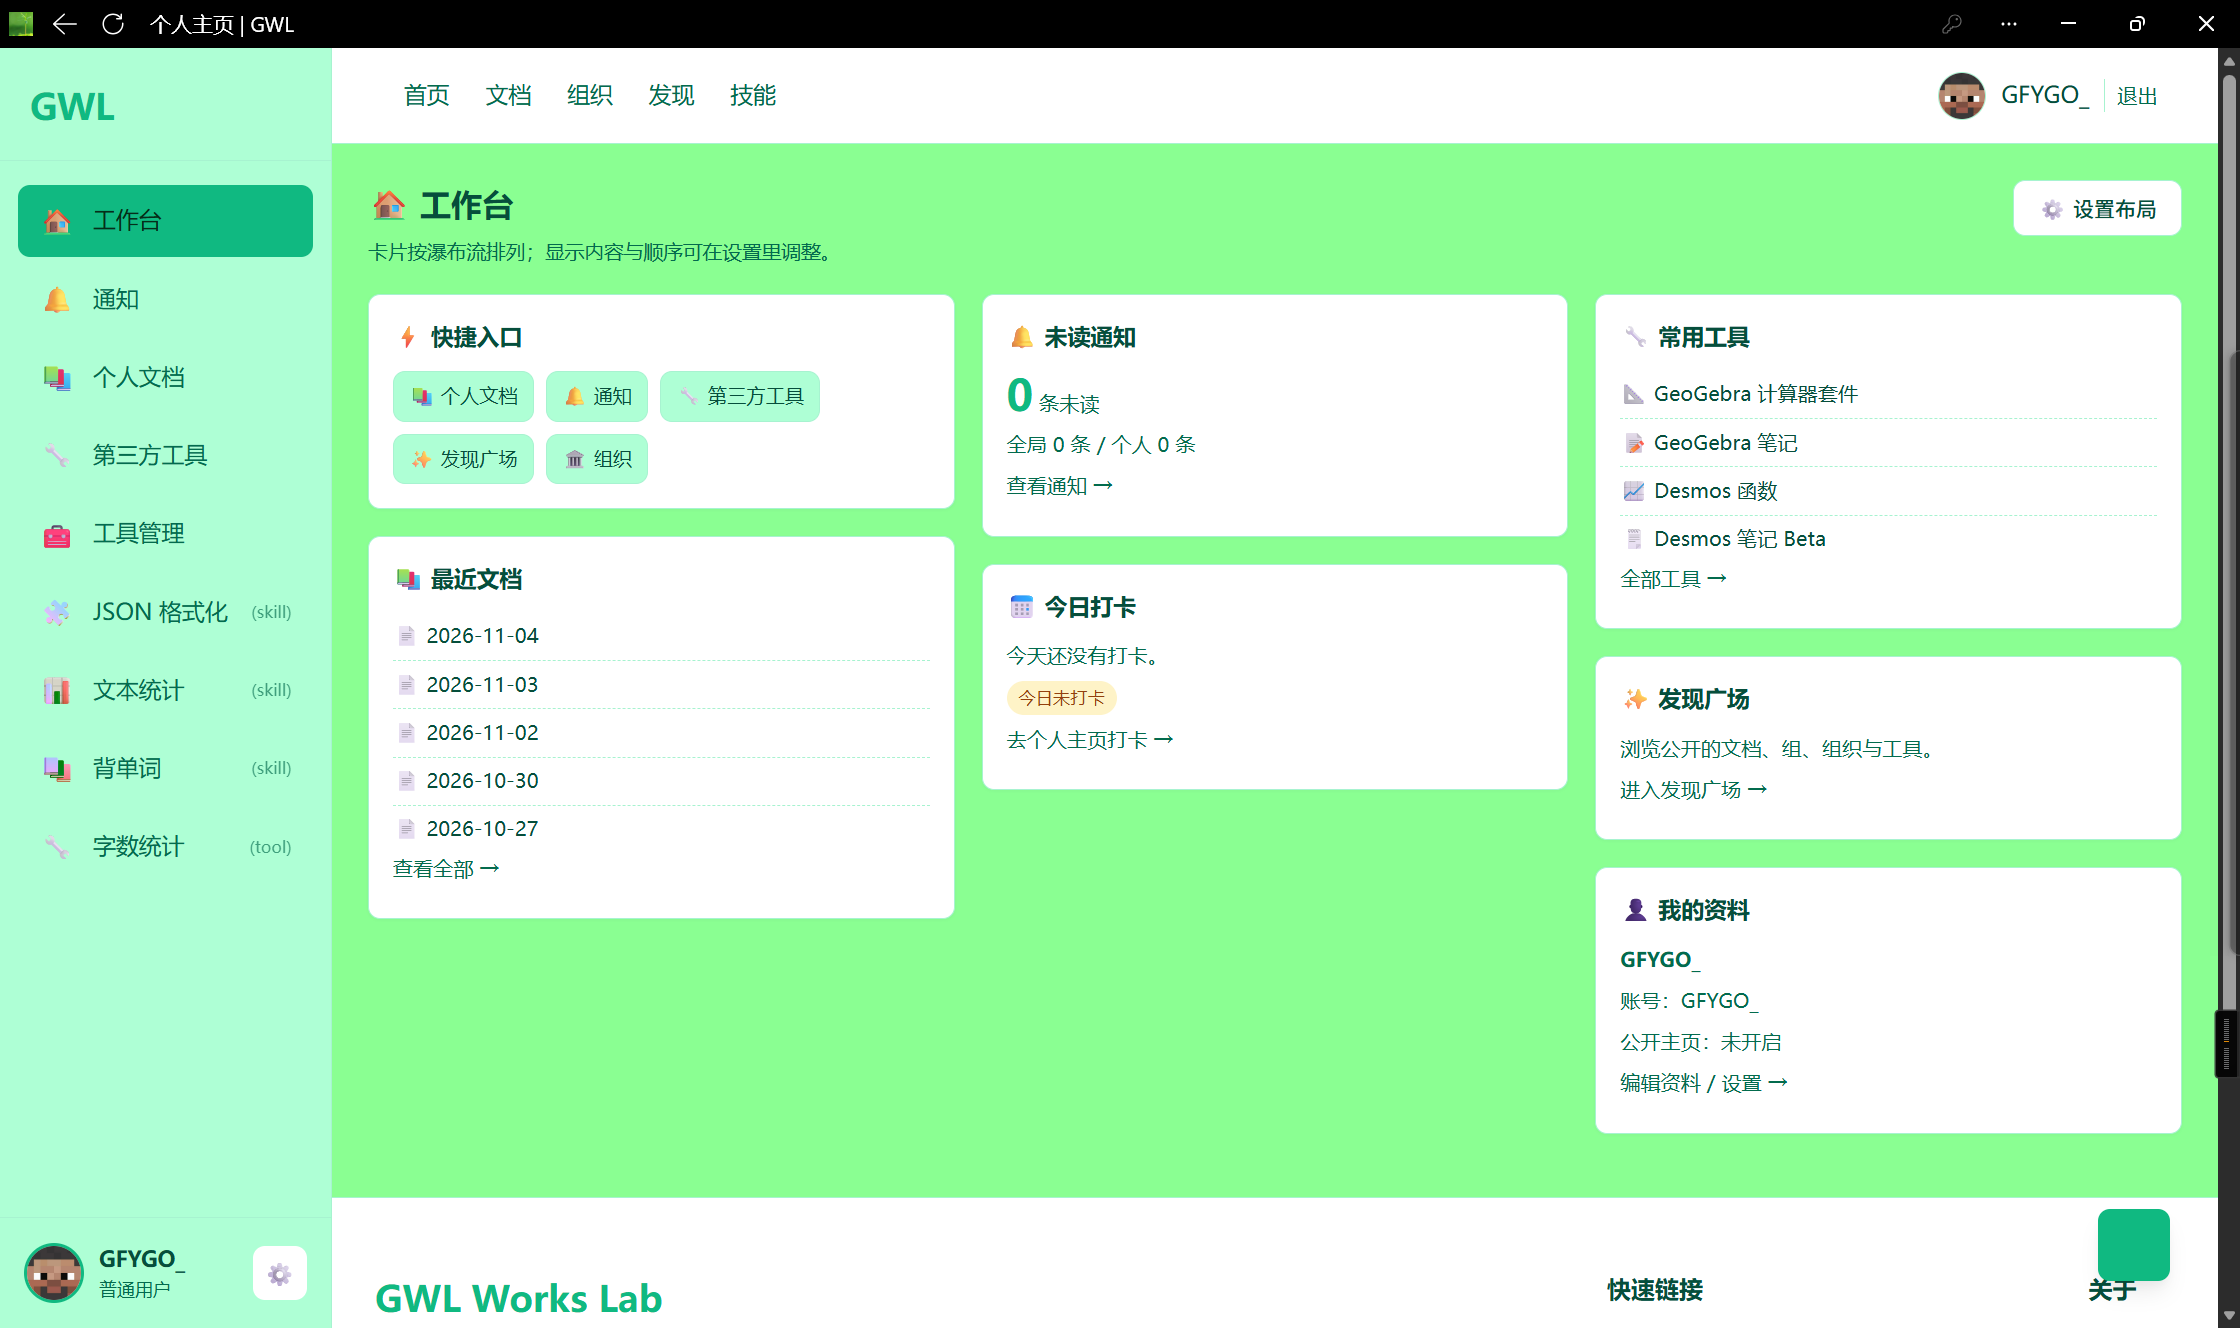 个人主页 | GWL
GWL
工作台
通知
个人文档
第三方工具
工具管理
JSON 格式化 (skill)
文本统计 (skill)
背单词 (skill)
字数统计 (tool)
GFYGO_
普通用户
首页 文档 组织 发现 技能
GFYGO_ 退出
工作台
设置布局
卡片按瀑布流排列；显示内容与顺序可在设置里调整。
快捷入口
个人文档 通知 第三方工具
发现广场 组织
最近文档
2026-11-04
2026-11-03
2026-11-02
2026-10-30
2026-10-27
查看全部 →
未读通知
0 条未读
全局 0 条 / 个人 0 条
查看通知 →
今日打卡
今天还没有打卡。
今日未打卡
去个人主页打卡 →
常用工具
GeoGebra 计算器套件
GeoGebra 笔记
Desmos 函数
Desmos 笔记 Beta
全部工具 →
发现广场
浏览公开的文档、组、组织与工具。
进入发现广场 →
我的资料
GFYGO_
账号：GFYGO_
公开主页：未开启
编辑资料 / 设置 →
GWL Works Lab
快速链接
关于